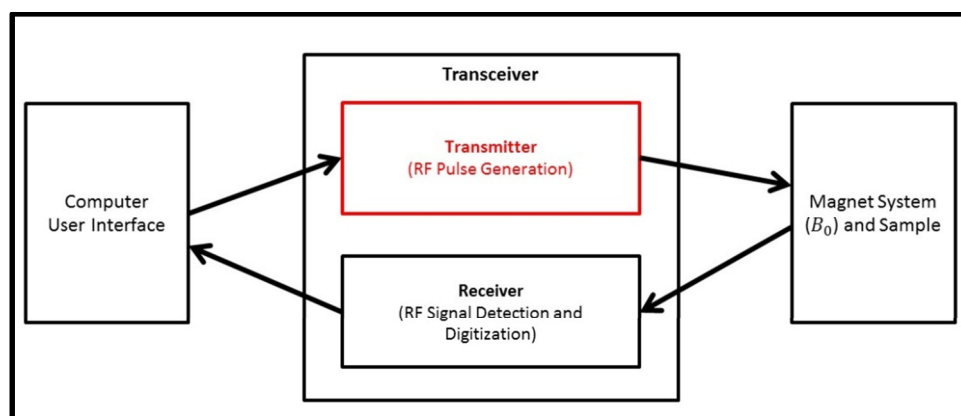 Transceiver
Transmitter
(RF Pulse Generation)
Computer
User Interface
Magnet System
(B₀) and Sample
Receiver
(RF Signal Detection and
Digitization)